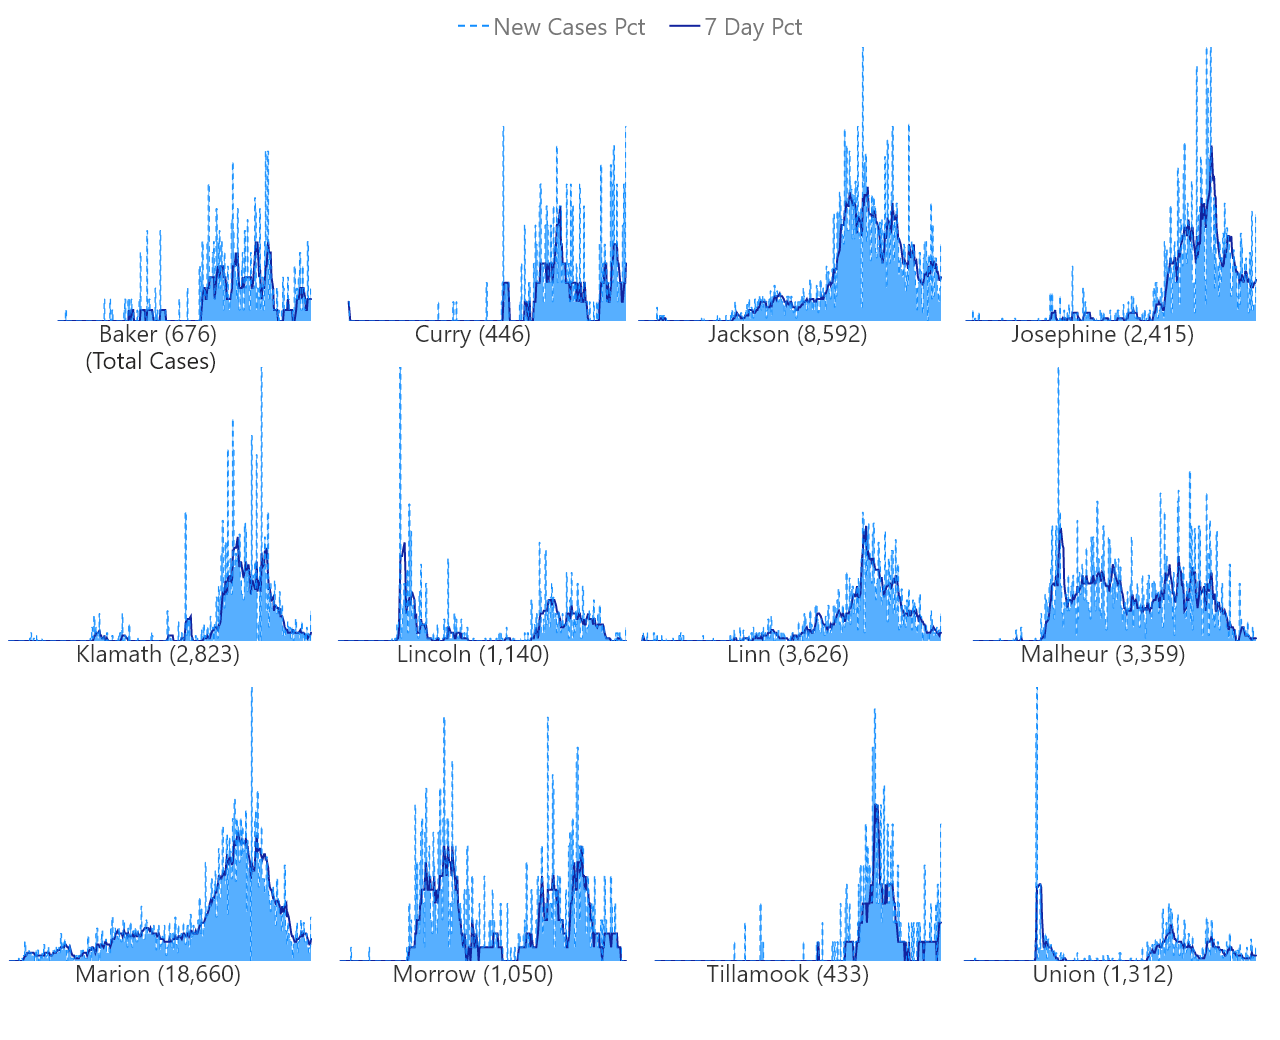 New Cases Pct 7 Day Pct
Baker (676)
(Total Cases)
Curry (446)
Jackson (8,592)
Josephine (2,415)
Klamath (2,823)
Lincoln (1,140)
Linn (3,626)
Malheur (3,359)
Marion (18,660)
Morrow (1,050)
Tillamook (433)
Union (1,312)